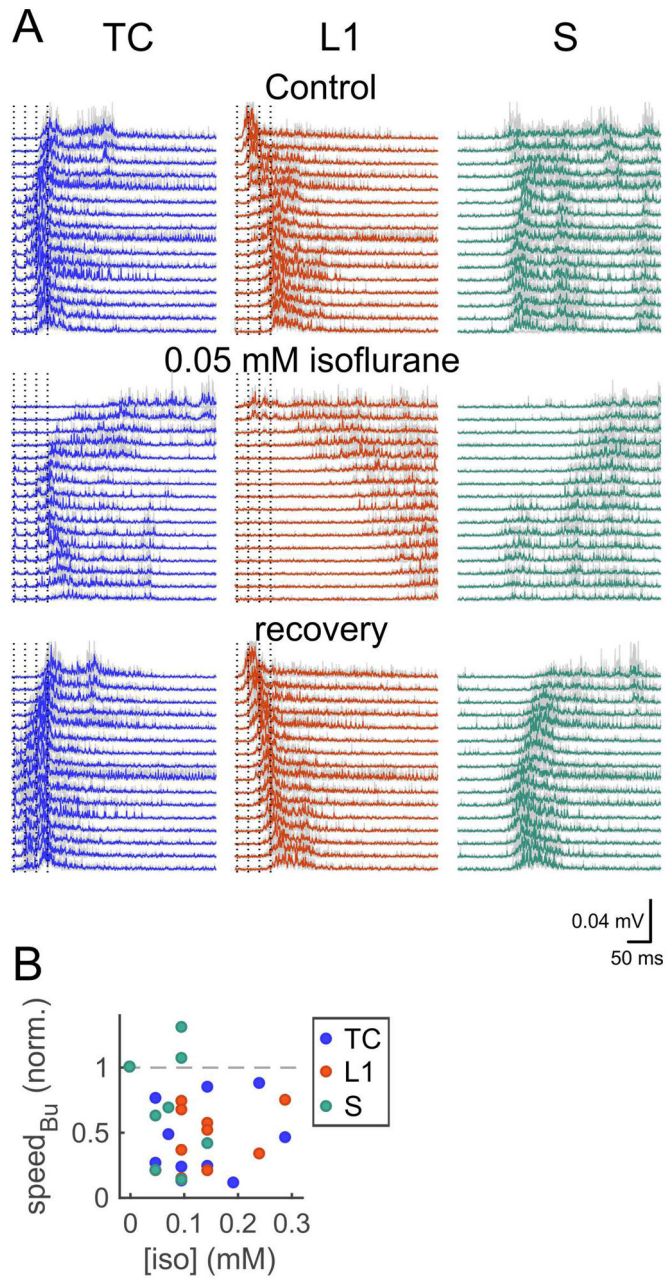 A
TC L1 S
Control
0.05 mM isoflurane
recovery
0.04 mV
50 ms
B
speed_Bu (norm.)
1
0.5
0
0 0.1 0.2 0.3
[iso] (mM)
TC
L1
S